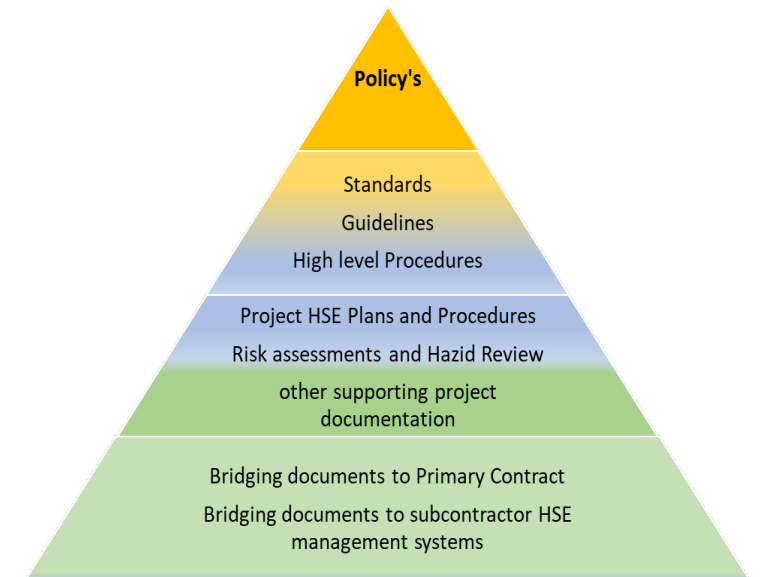 Policy's
Standards
Guidelines
High level Procedures
Project HSE Plans and Procedures
Risk assessments and Hazid Review
other supporting project
documentation
Bridging documents to Primary Contract
Bridging documents to subcontractor HSE
management systems